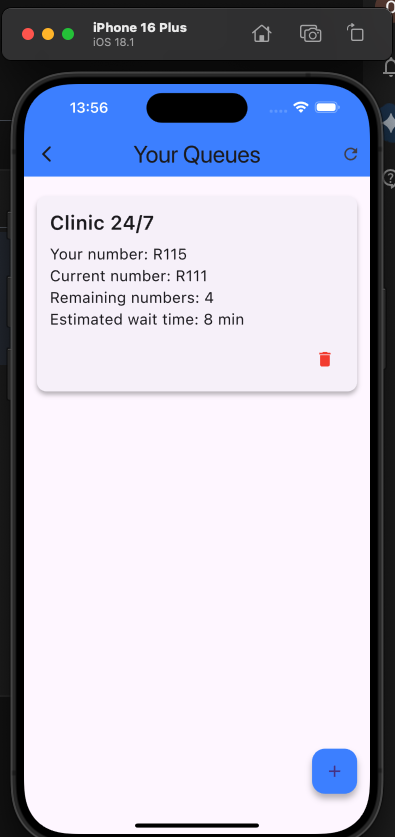 iPhone 16 Plus
iOS 18.1
13:56
Your Queues
Clinic 24/7
Your number: R115
Current number: R111
Remaining numbers: 4
Estimated wait time: 8 min